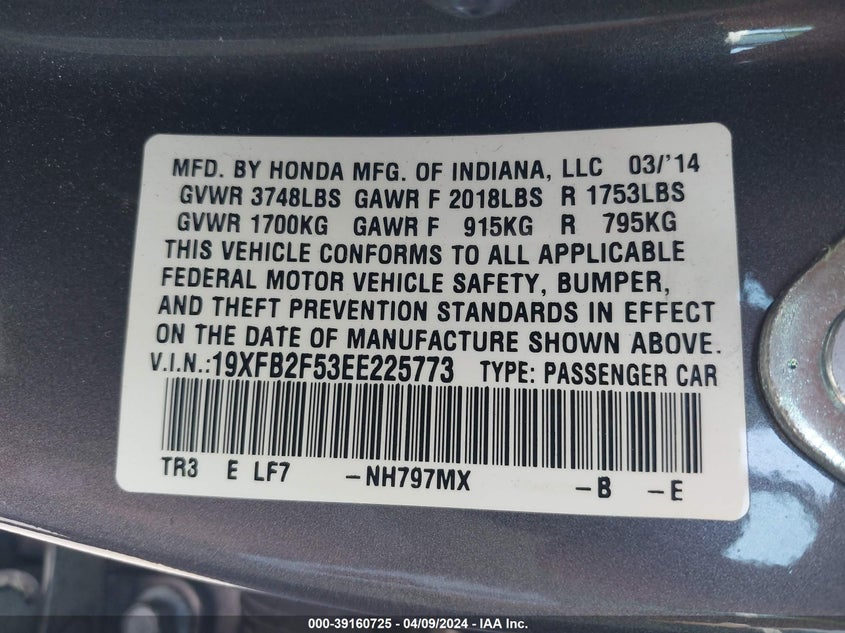 MFD. BY HONDA MFG. OF INDIANA, LLC 03/'14
GVWR 3748LBS GAWR F 2018LBS R 1753LBS
GVWR 1700KG GAWR F 915KG R 795KG
THIS VEHICLE CONFORMS TO ALL APPLICABLE
FEDERAL MOTOR VEHICLE SAFETY, BUMPER,
AND THEFT PREVENTION STANDARDS IN EFFECT
ON THE DATE OF MANUFACTURE SHOWN ABOVE.
V.I.N.:19XFB2F53EE225773 TYPE: PASSENGER CAR
TR3 E LF7 -NH797MX -B -E
000-39160725 - 04/09/2024 - IAA Inc.